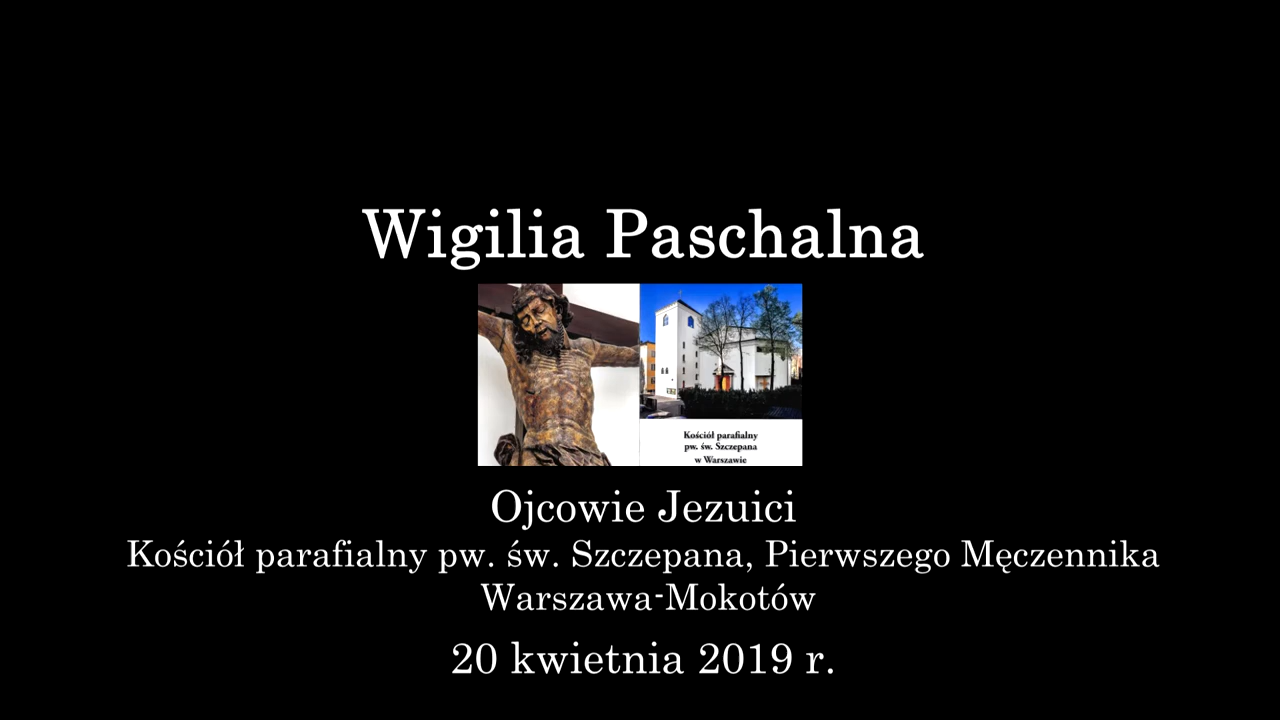 Wigilia Paschalna
Kościół parafialny
pw. św. Szczepana
w Warszawie
Ojcowie Jezuici
Kościół parafialny pw. św. Szczepana, Pierwszego Męczennika
Warszawa-Mokotów
20 kwietnia 2019 r.